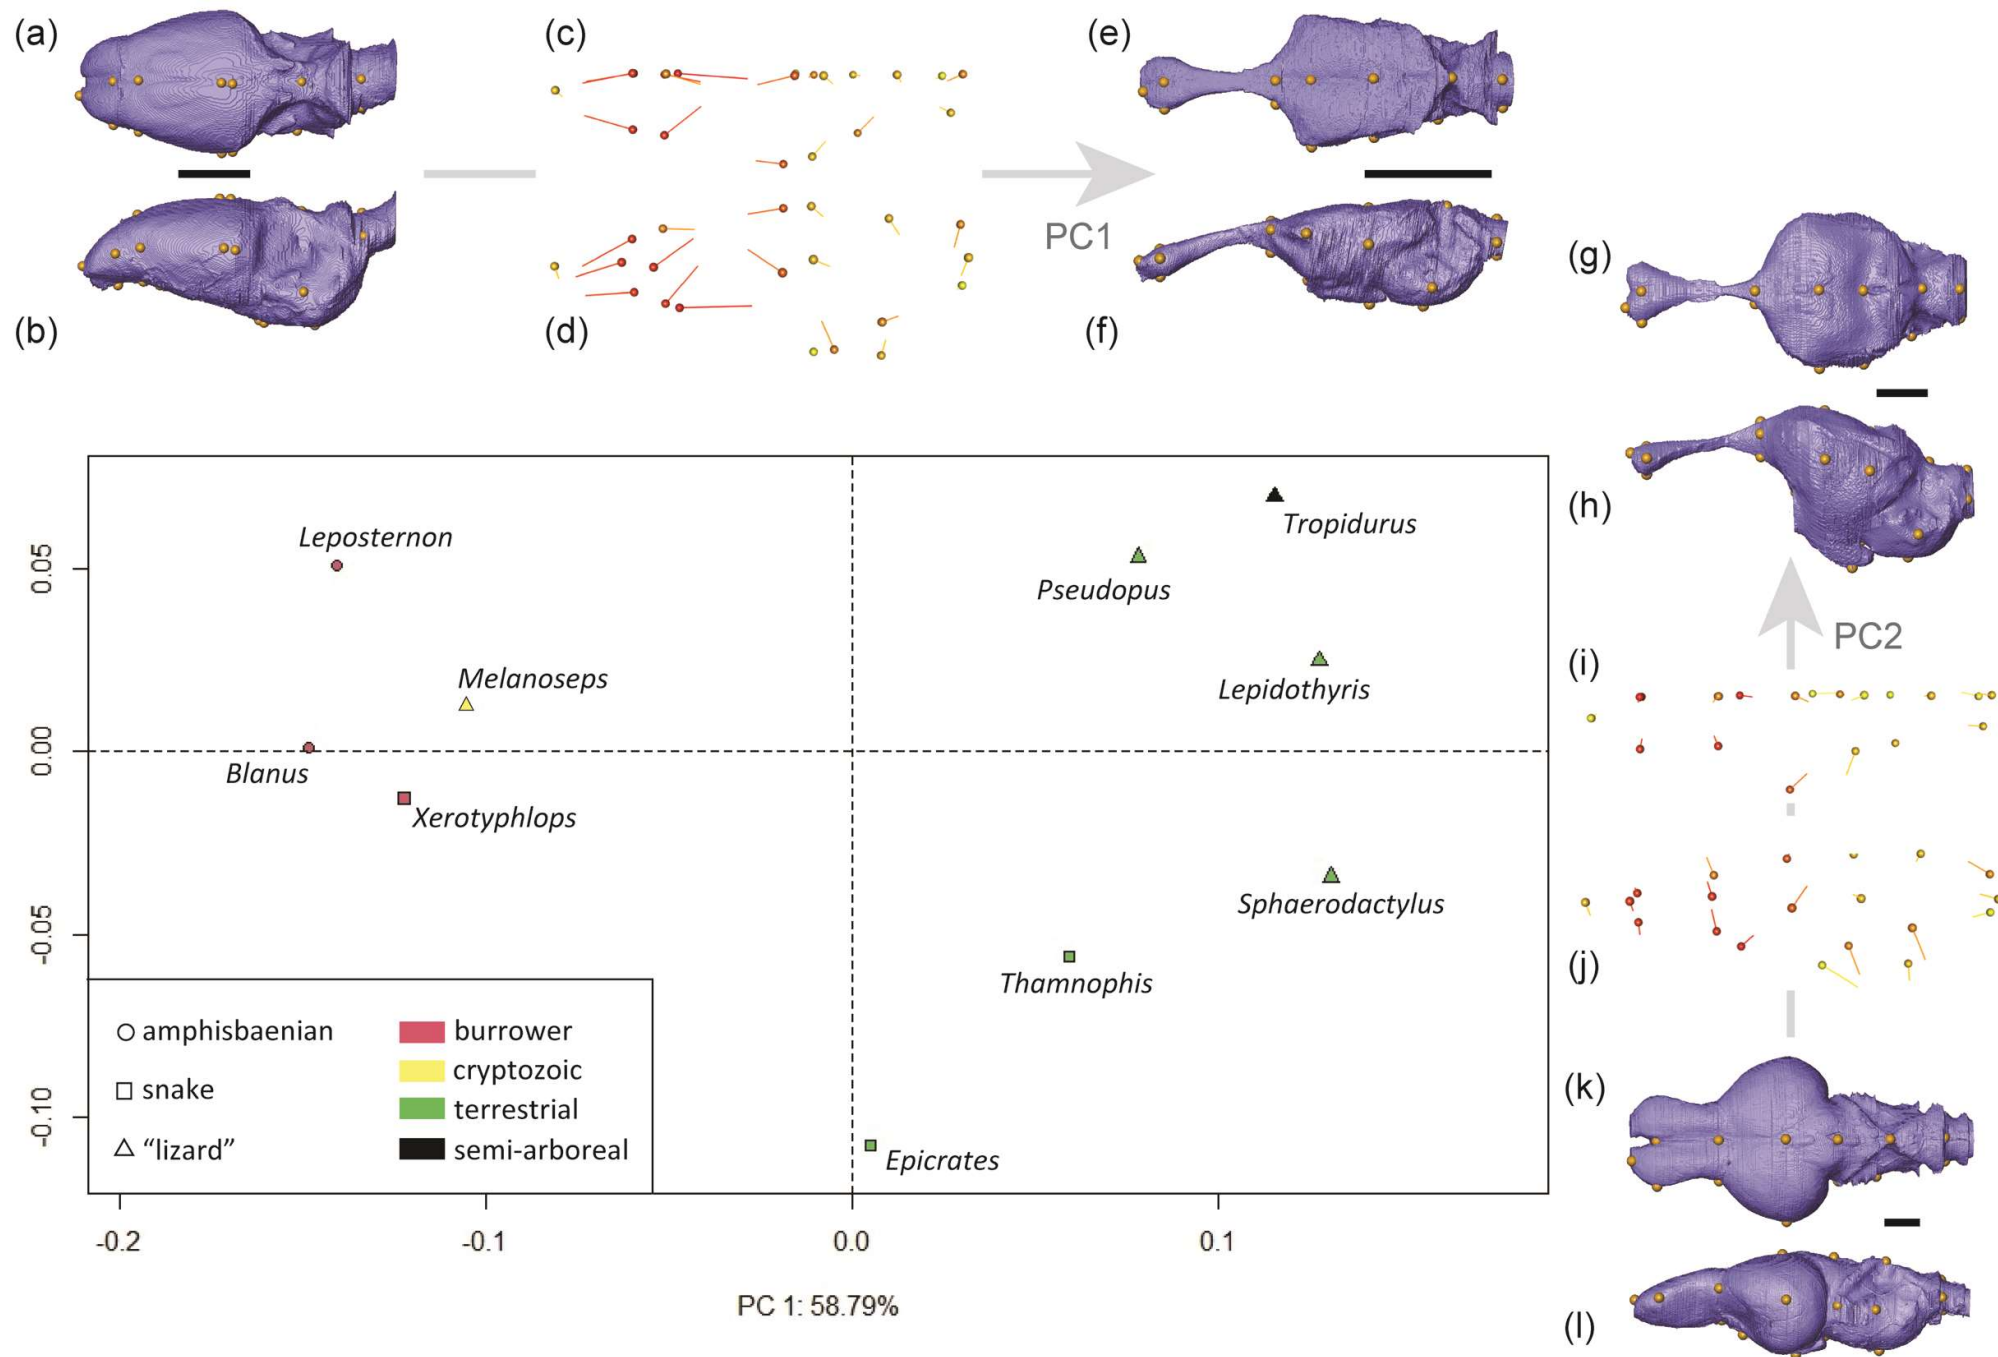 (a)
(c)
(e)
PC1
(g)
(b)
(d)
(f)
(h)
PC2
(i)
(j)
(k)
(l)
0.05
0.00
-0.05
-0.10
Leposternon
Tropidurus
Pseudopus
Melanoseps
Lepidothyris
Blanus
Xerotyphlops
Sphaerodactylus
Thamnophis
Epicrates
amphisbaenian
snake
“lizard”
burrower
cryptozoic
terrestrial
semi-arboreal
-0.2
-0.1
0.0
0.1
PC 1: 58.79%